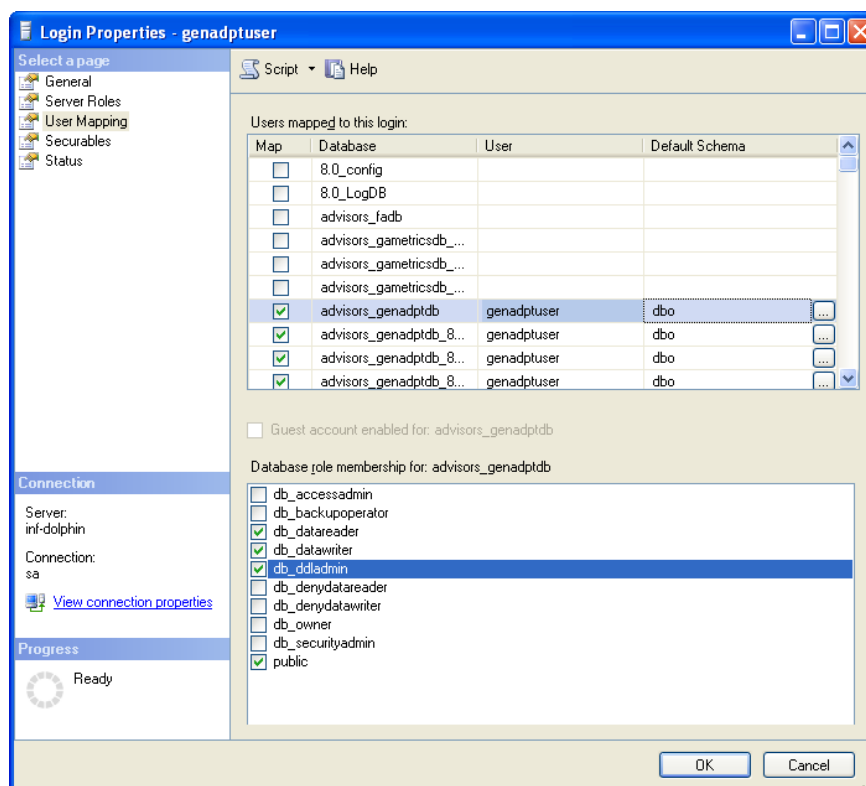 Login Properties - genadptuser
Select a page
General
Server Roles
User Mapping
Securables
Status
Script Help
Users mapped to this login:
Map Database User Default Schema
8.0_config
8.0_LogDB
advisors_fadb
advisors_gametricsdb_...
advisors_gametricsdb_...
advisors_gametricsdb_...
advisors_genadptdb genadptuser dbo ...
advisors_genadptdb_8... genadptuser dbo ...
advisors_genadptdb_8... genadptuser dbo ...
advisors_genadptdb_8... genadptuser dbo ...
Guest account enabled for: advisors_genadptdb
Database role membership for: advisors_genadptdb
db_accessadmin
db_backupoperator
db_datareader
db_datawriter
db_ddladmin
db_denydatareader
db_denydatawriter
db_owner
db_securityadmin
public
Connection
Server:
inf-dolphin
Connection:
sa
View connection properties
Progress
Ready
OK Cancel